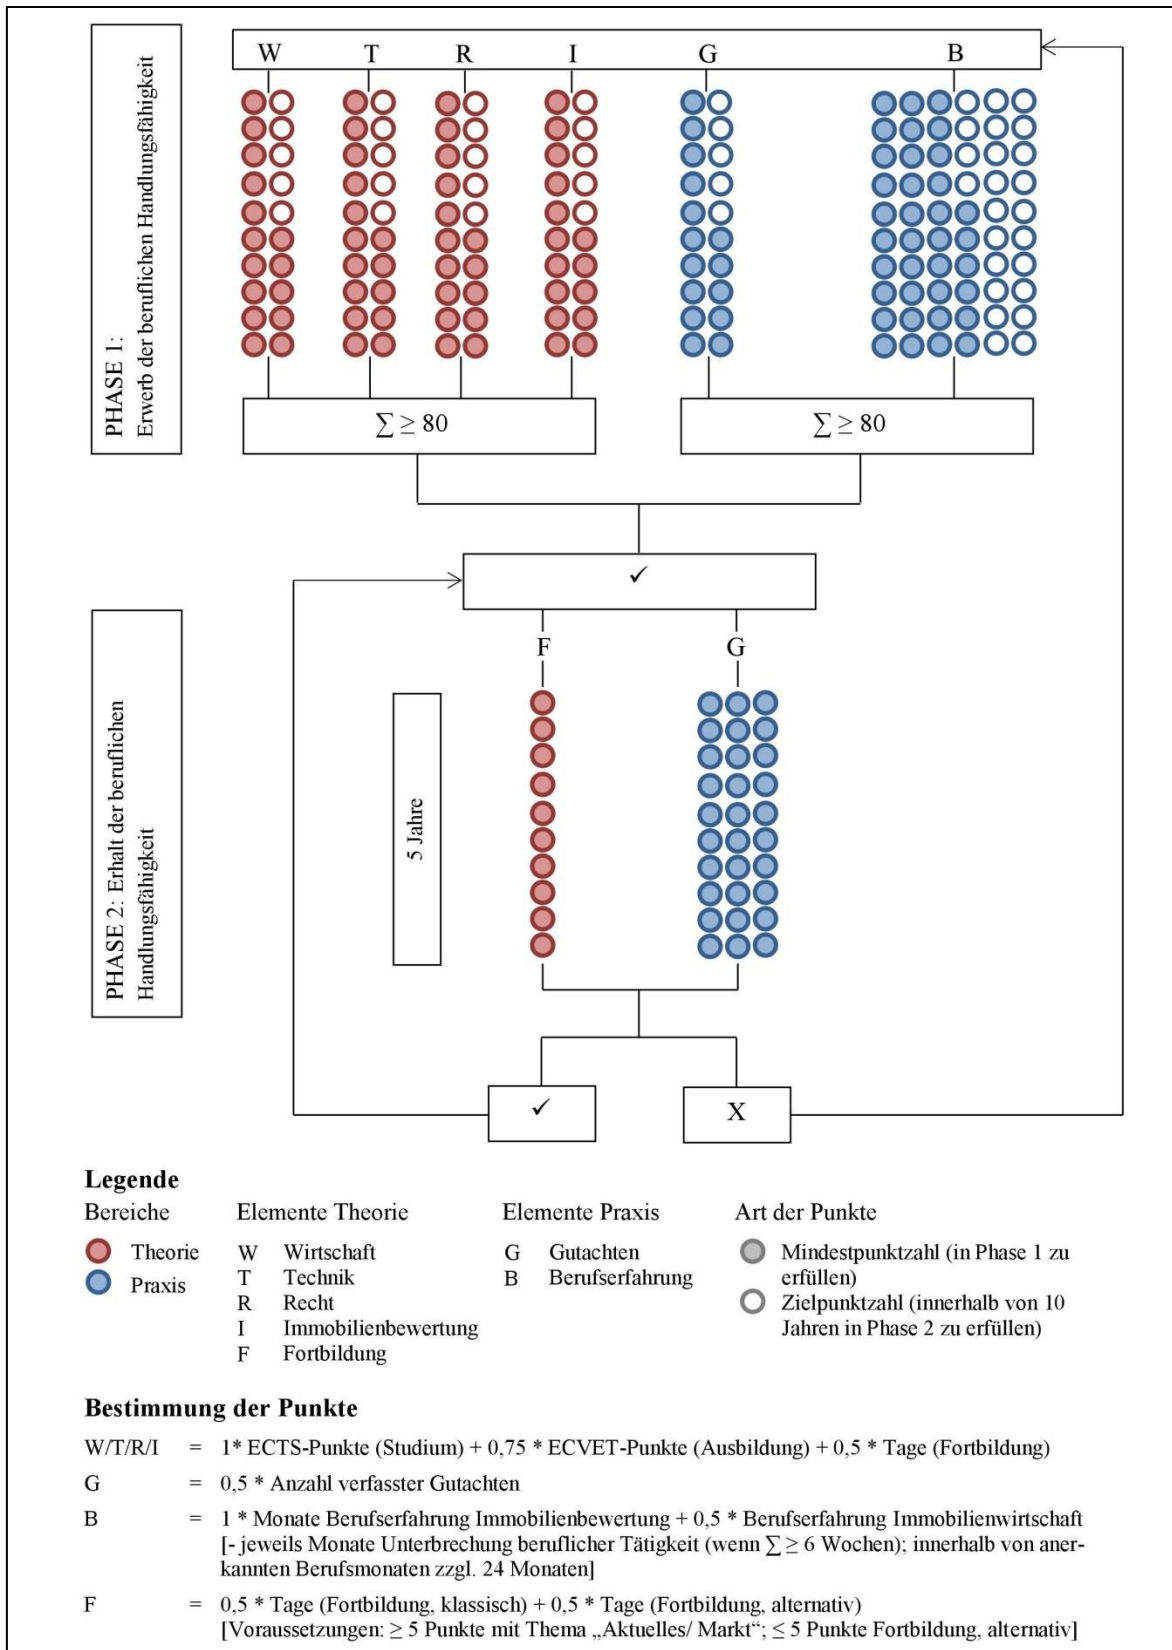 PHASE 1:
Erwerb der beruflichen Handlungsfähigkeit
W T R I G B
∑ ≥ 80 ∑ ≥ 80
✓
PHASE 2: Erhalt der beruflichen
Handlungsfähigkeit
F G
5 Jahre
✓ X
Legende
Bereiche
Theorie
Praxis
Elemente Theorie
W Wirtschaft
T Technik
R Recht
I Immobilienbewertung
F Fortbildung
Elemente Praxis
G Gutachten
B Berufserfahrung
Art der Punkte
Mindestpunktzahl (in Phase 1 zu
erfüllen)
Zielpunktzahl (innerhalb von 10
Jahren in Phase 2 zu erfüllen)
Bestimmung der Punkte
W/T/R/I = 1* ECTS-Punkte (Studium) + 0,75 * ECVET-Punkte (Ausbildung) + 0,5 * Tage (Fortbildung)
G = 0,5 * Anzahl verfasster Gutachten
B = 1 * Monate Berufserfahrung Immobilienbewertung + 0,5 * Berufserfahrung Immobilienwirtschaft
[- jeweils Monate Unterbrechung beruflicher Tätigkeit (wenn ∑ ≥ 6 Wochen); innerhalb von aner-
kannten Berufsmonaten zzgl. 24 Monaten]
F = 0,5 * Tage (Fortbildung, klassisch) + 0,5 * Tage (Fortbildung, alternativ)
[Voraussetzungen: ≥ 5 Punkte mit Thema „Aktuelles/ Markt“; ≤ 5 Punkte Fortbildung, alternativ]